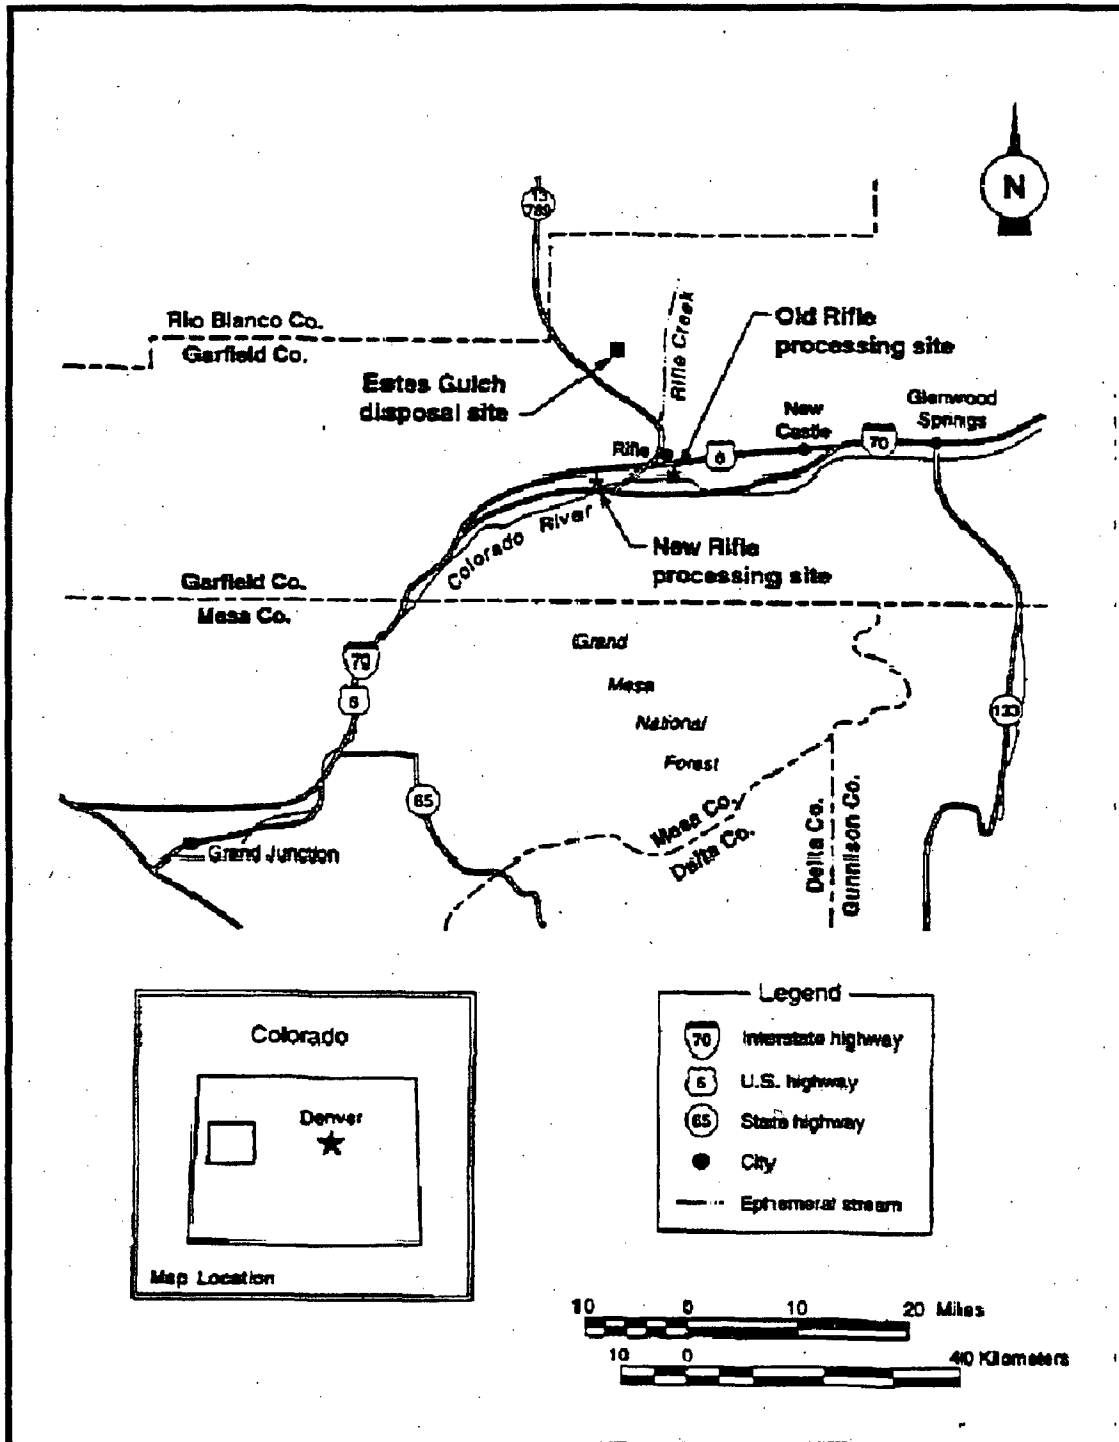 N
13
789
Rio Blanco Co.
Garfield Co.
Rifle Creek
Old Rifle
processing site
Estes Gulch
disposal site
New
Castle
Glenwood
Springs
Rifle
6
70
Colorado River
New Rifle
processing site
Garfield Co.
Mesa Co.
Grand
Mesa
National
Forest
70
6
133
65
Mesa Co.
Delta Co.
Delta Co.
Gunnison Co.
Grand Junction
Colorado
Denver
Map Location
Legend
70 Interstate highway
6 U.S. highway
65 State highway
City
Ephemeral stream
10 0 10 20 Miles
10 0 40 Kilometers